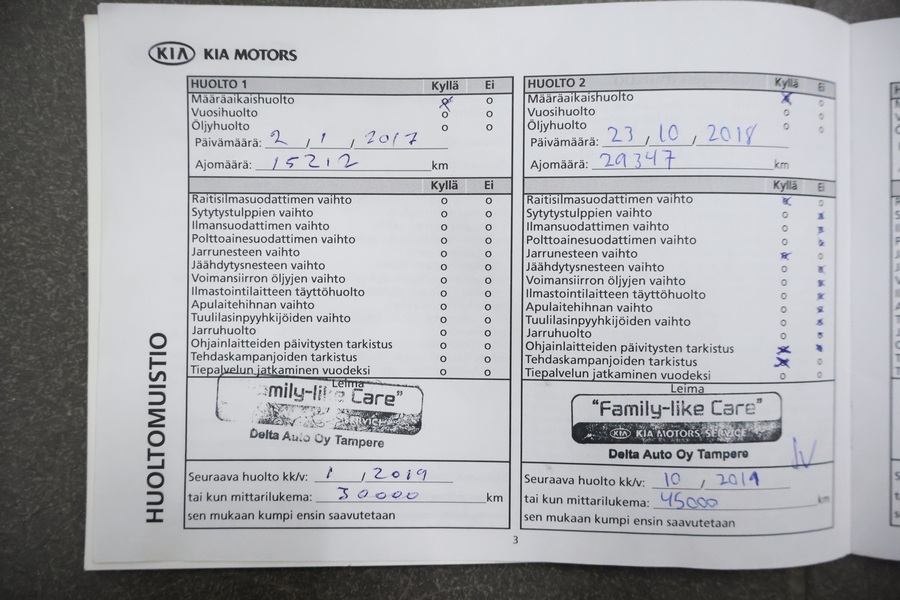 KIA KIA MOTORS
HUOLTOMUISTIO
HUOLTO 1 Kyllä Ei
Määräaikaishuolto
Vuosihuolto o o
Öljyhuolto o o
Päivämäärä: 2 , 1 , 2017
Ajomäärä: 15212 km
Kyllä Ei
Raitisilmasuodattimen vaihto o o
Sytytystulppien vaihto o o
Ilmansuodattimen vaihto o o
Polttoainesuodattimen vaihto o o
Jarrunesteen vaihto o o
Jäähdytysnesteen vaihto o o
Voimansiirron öljyjen vaihto o o
Ilmastointilaitteen täyttöhuolto o o
Apulaitehihnan vaihto o o
Tuulilasinpyyhkijöiden vaihto o o
Jarruhuolto o o
Ohjainlaitteiden päivitysten tarkistus o o
Tehdaskampanjoiden tarkistus o o
Tiepalvelun jatkaminen vuodeksi o o
Leima
mily-like Care"
SERVICE
Delta Auto Oy Tampere
Seuraava huolto kk/v: 1 , 2019
tai kun mittarilukema: 30000 km
sen mukaan kumpi ensin saavutetaan
HUOLTO 2 Kyllä Ei
Määräaikaishuolto x o
Vuosihuolto o o
Öljyhuolto o o
Päivämäärä: 23 , 10 , 2018
Ajomäärä: 29347 km
Kyllä Ei
Raitisilmasuodattimen vaihto x o
Sytytystulppien vaihto o x
Ilmansuodattimen vaihto o x
Polttoainesuodattimen vaihto o x
Jarrunesteen vaihto x o
Jäähdytysnesteen vaihto o x
Voimansiirron öljyjen vaihto o x
Ilmastointilaitteen täyttöhuolto o x
Apulaitehihnan vaihto o x
Tuulilasinpyyhkijöiden vaihto o x
Jarruhuolto o x
Ohjainlaitteiden päivitysten tarkistus x x
Tehdaskampanjoiden tarkistus x o
Tiepalvelun jatkaminen vuodeksi o o
Leima
"Family-like Care"
KIA KIA MOTORS SERVICE
Delta Auto Oy Tampere
Seuraava huolto kk/v: 10 , 2019
tai kun mittarilukema: 45000 km
sen mukaan kumpi ensin saavutetaan
3